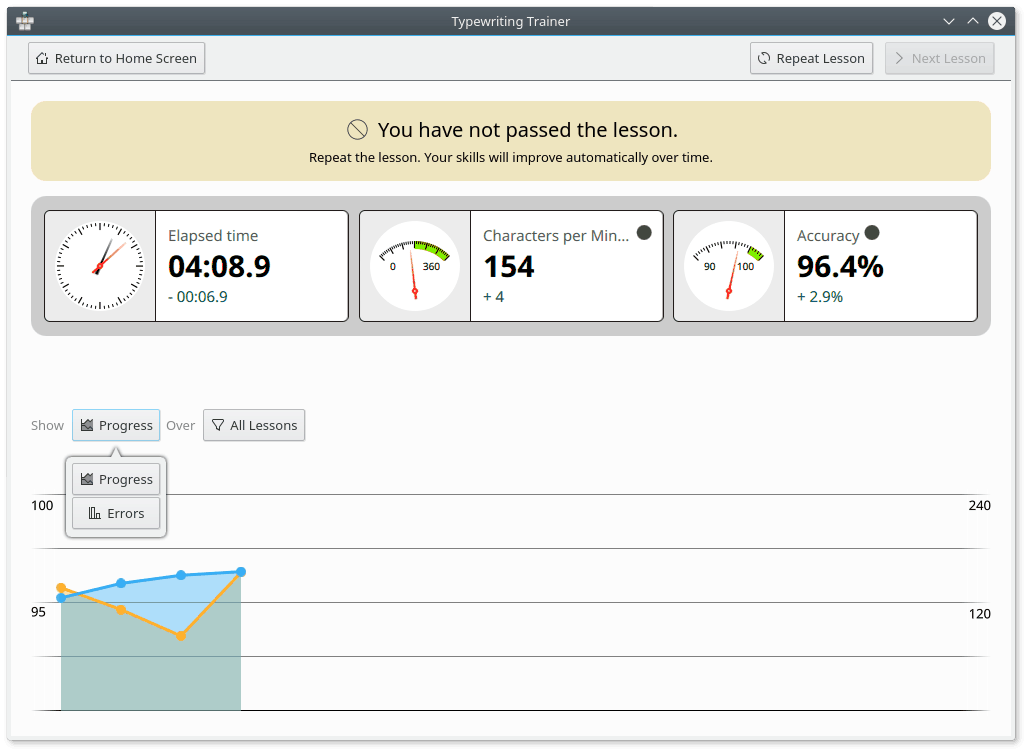 Typewriting Trainer
Return to Home Screen
Repeat Lesson
Next Lesson
You have not passed the lesson.
Repeat the lesson. Your skills will improve automatically over time.
Elapsed time
04:08.9
- 00:06.9
0 360
Characters per Min...
154
+ 4
90 100
Accuracy
96.4%
+ 2.9%
Show Progress Over All Lessons
Progress
Errors
100 240
95 120